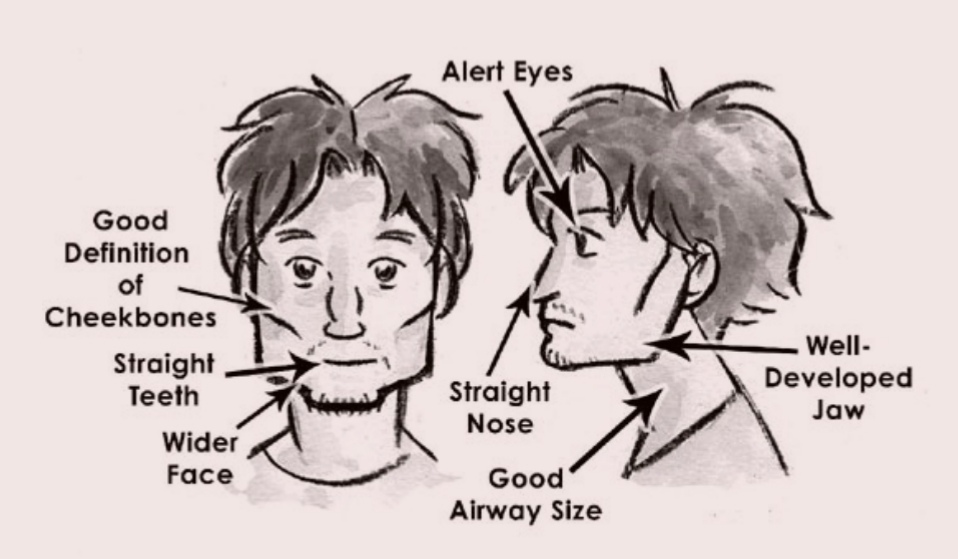 Alert Eyes
Good
Definition
of
Cheekbones
Straight
Teeth
Wider
Face
Straight
Nose
Good
Airway Size
Well-
Developed
Jaw